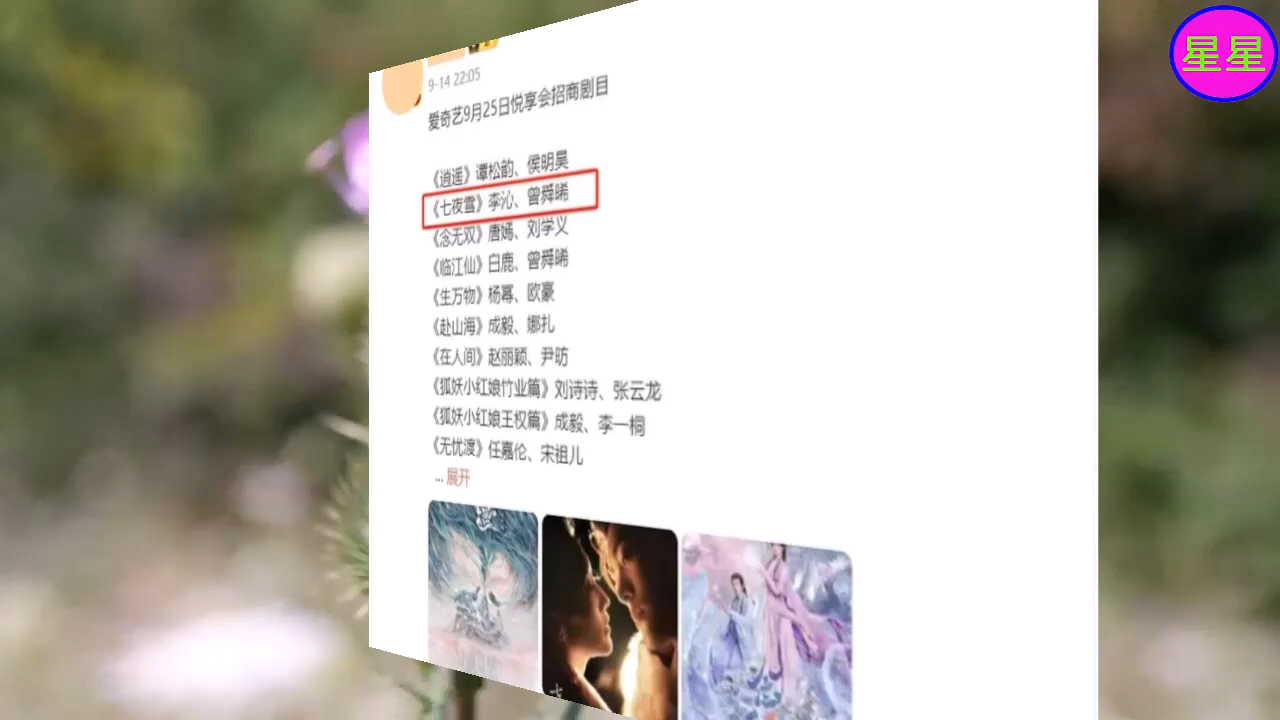 星星
9-14 22:05
爱奇艺9月25日悦享会招商剧目
《逍遥》谭松韵、侯明昊
《七夜雪》李沁、曾舜晞
《念无双》唐嫣、刘学义
《临江仙》白鹿、曾舜晞
《生万物》杨幂、欧豪
《赴山海》成毅、娜扎
《在人间》赵丽颖、尹昉
《狐妖小红娘竹业篇》刘诗诗、张云龙
《狐妖小红娘王权篇》成毅、李一桐
《无忧渡》任嘉伦、宋祖儿
... 展开